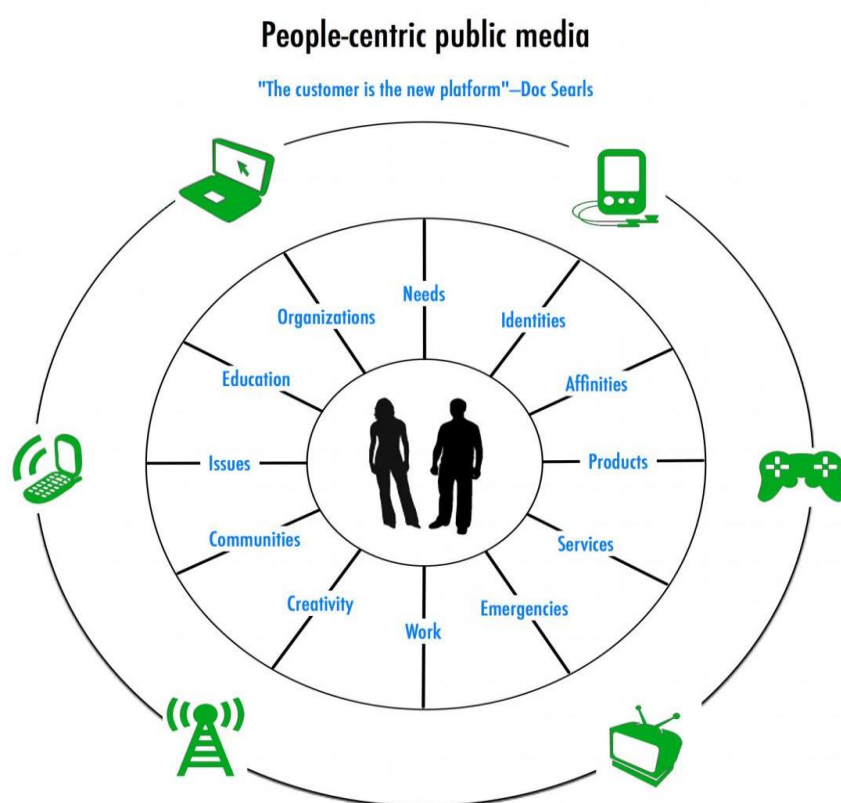 People-centric public media
"The customer is the new platform"–Doc Searls
Needs
Identities
Affinities
Products
Services
Emergencies
Work
Creativity
Communities
Issues
Education
Organizations